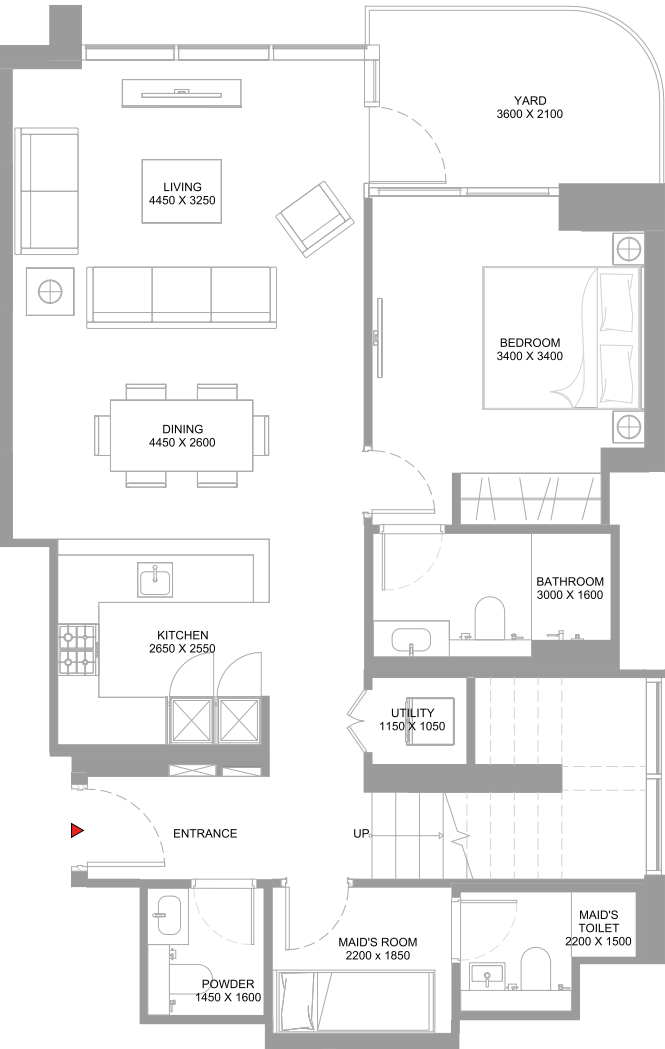 YARD
3600 X 2100
LIVING
4450 X 3250
BEDROOM
3400 X 3400
DINING
4450 X 2600
BATHROOM
3000 X 1600
KITCHEN
2650 X 2550
UTILITY
1150 X 1050
ENTRANCE
UP
MAID'S ROOM
2200 x 1850
MAID'S
TOILET
2200 X 1500
POWDER
1450 X 1600